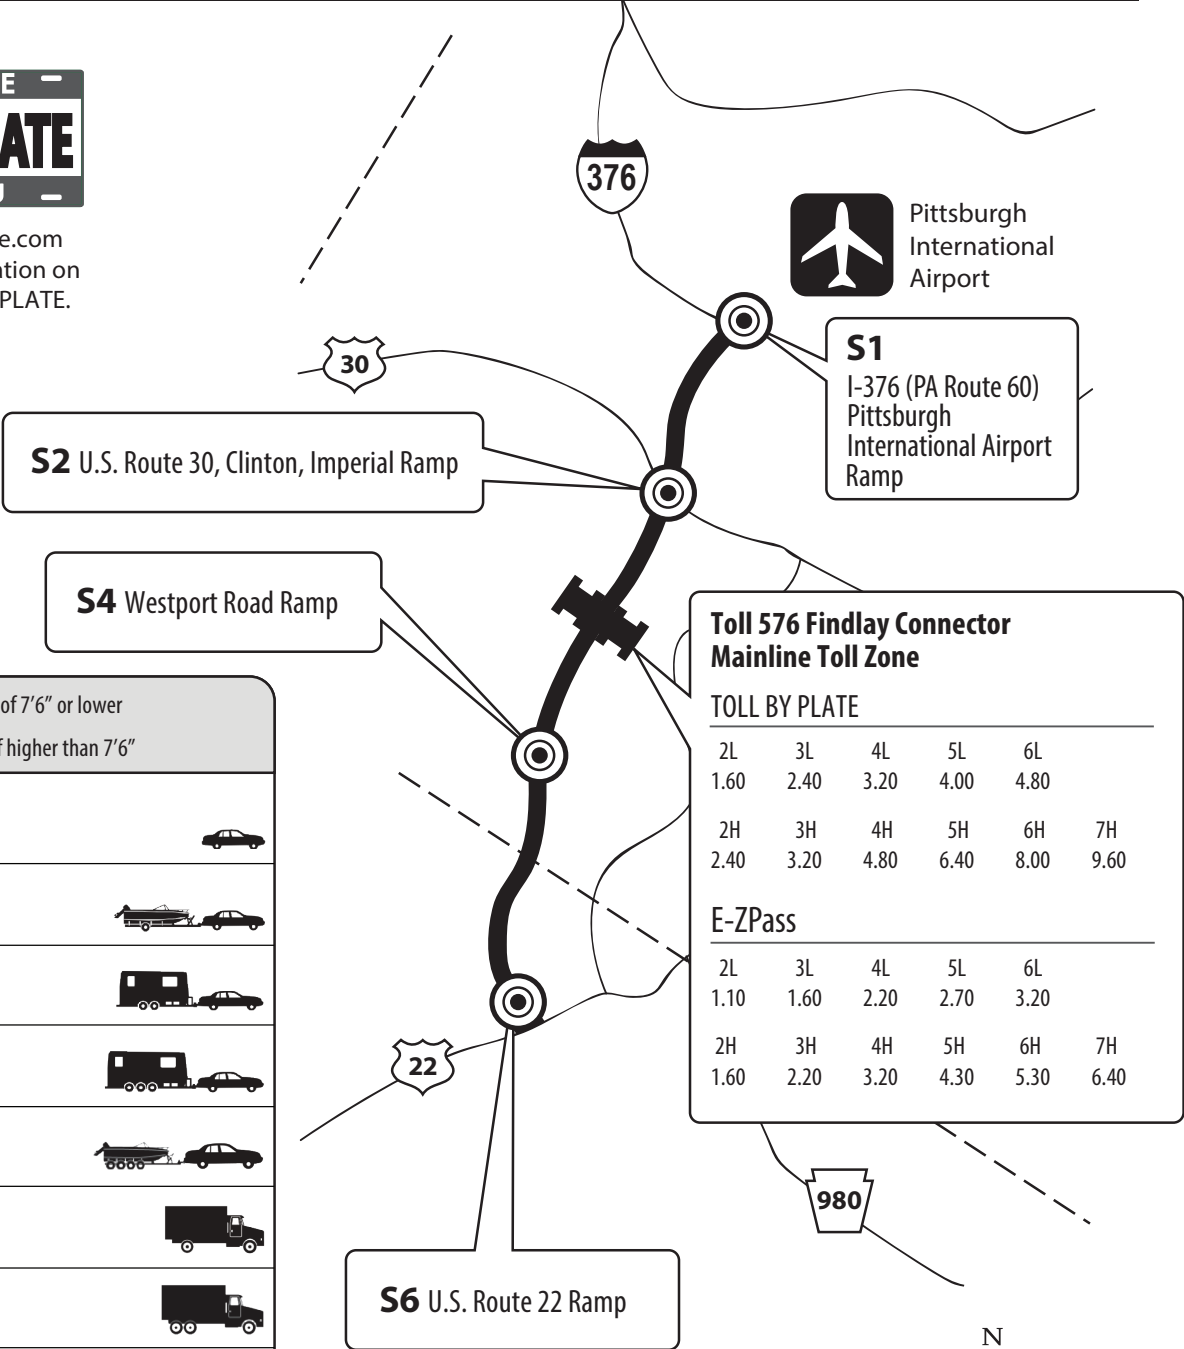 E
ATE
e.com
ation on
PLATE.
376
Pittsburgh
International
Airport
30
S1
I-376 (PA Route 60)
Pittsburgh
International Airport
Ramp
S2 U.S. Route 30, Clinton, Imperial Ramp
S4 Westport Road Ramp
of 7'6” or lower
f higher than 7'6”
Toll 576 Findlay Connector
Mainline Toll Zone
TOLL BY PLATE
2L 3L 4L 5L 6L
1.60 2.40 3.20 4.00 4.80
2H 3H 4H 5H 6H 7H
2.40 3.20 4.80 6.40 8.00 9.60
E-ZPass
2L 3L 4L 5L 6L
1.10 1.60 2.20 2.70 3.20
2H 3H 4H 5H 6H 7H
1.60 2.20 3.20 4.30 5.30 6.40
22
980
S6 U.S. Route 22 Ramp
N